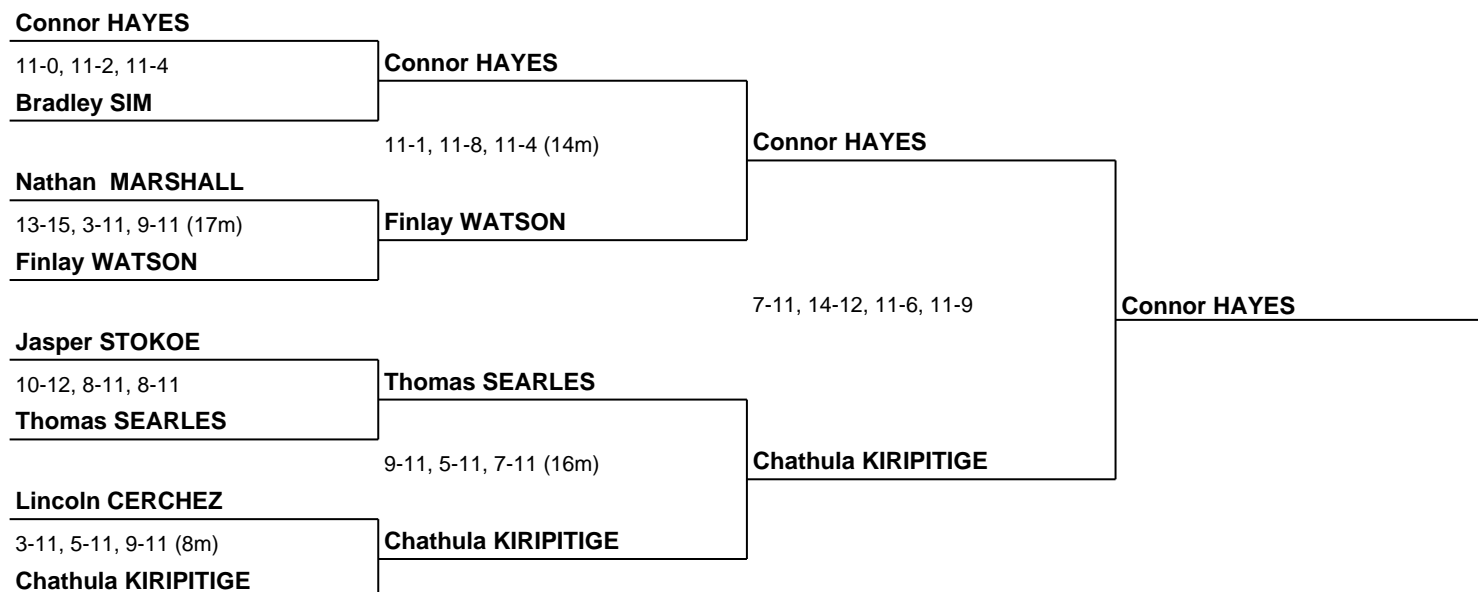 Connor HAYES
11-0, 11-2, 11-4
Bradley SIM
Nathan  MARSHALL
13-15, 3-11, 9-11 (17m)
Finlay WATSON
Jasper STOKOE
10-12, 8-11, 8-11
Thomas SEARLES
Lincoln CERCHEZ
3-11, 5-11, 9-11 (8m)
Chathula KIRIPITIGE
Connor HAYES
11-1, 11-8, 11-4 (14m)
Finlay WATSON
Thomas SEARLES
9-11, 5-11, 7-11 (16m)
Chathula KIRIPITIGE
Connor HAYES
7-11, 14-12, 11-6, 11-9
Chathula KIRIPITIGE
Connor HAYES